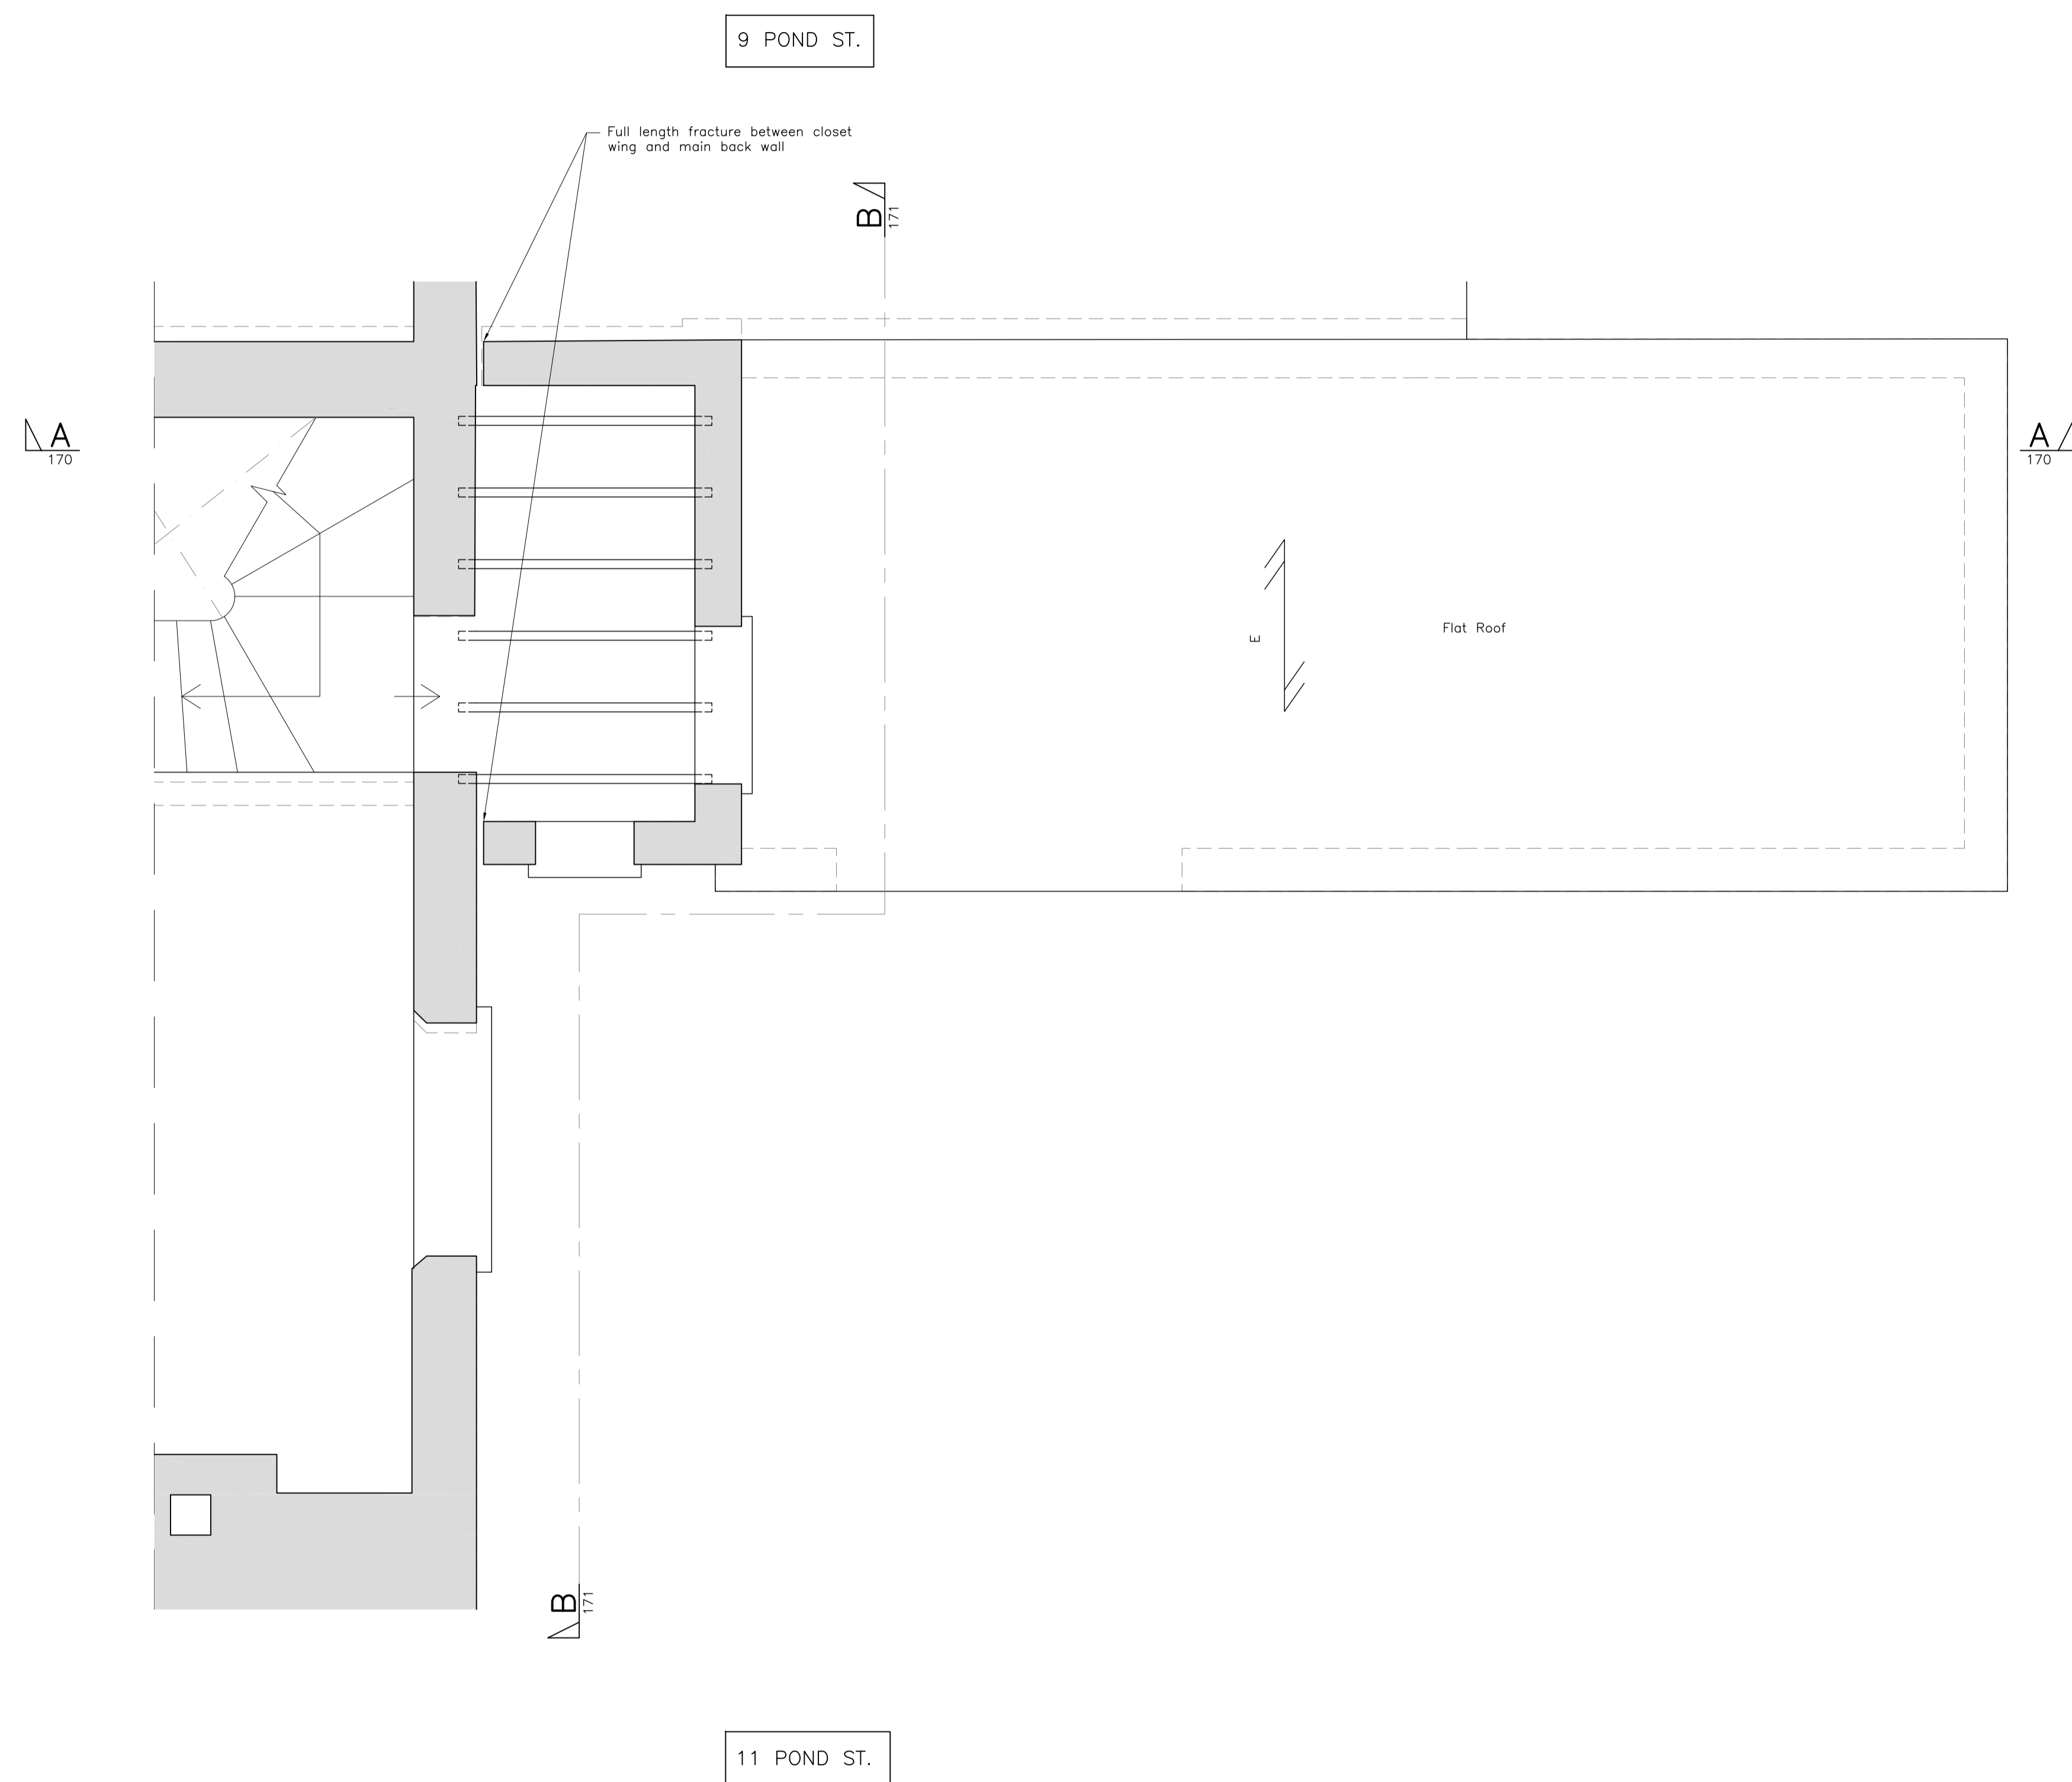 9 POND ST.
Full length fracture between closet
wing and main back wall
B
171
A
170
A
170
E
Flat Roof
B
171
11 POND ST.